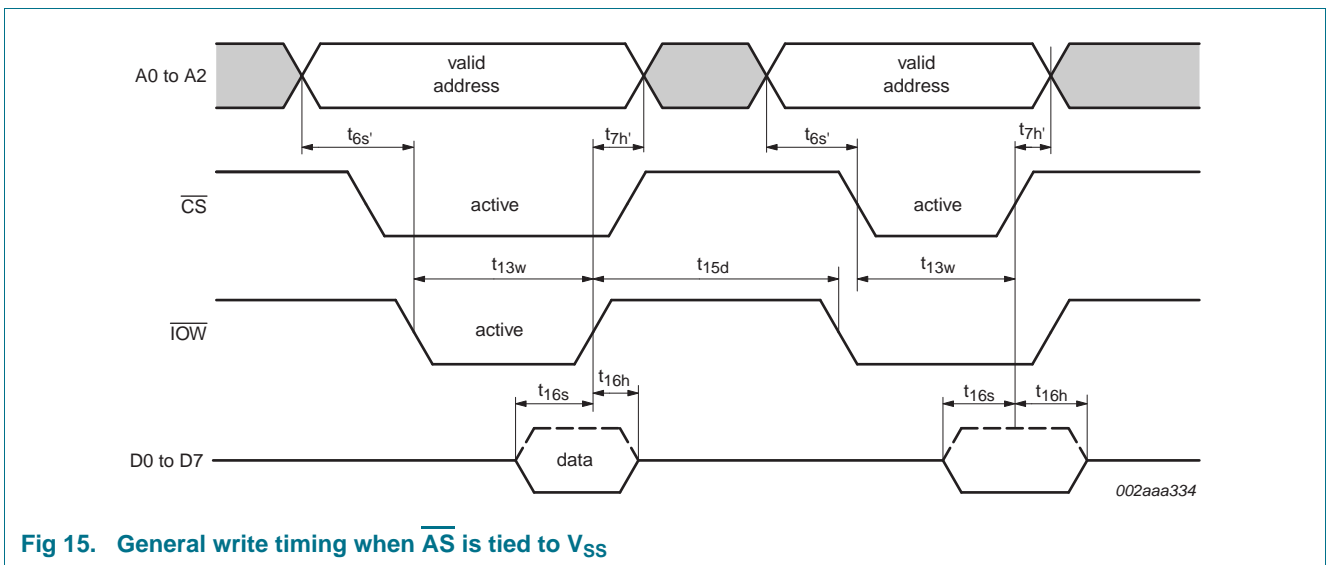 A0 to A2
valid
address
valid
address
t6s'
t7h'
t6s'
t7h'
CS
active
active
t13w
t15d
t13w
IOW
active
t16s
t16h
t16s
t16h
D0 to D7
data
002aaa334
Fig 15. General write timing when AS is tied to VSS